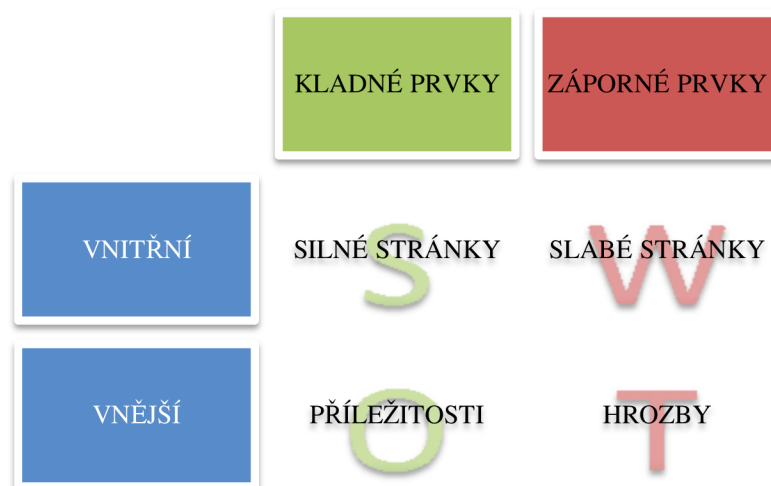 KLADNÉ PRVKY ZÁPORNÉ PRVKY
VNITŘNÍ SILNÉ STRÁNKY SLABÉ STRÁNKY
S W
VNĚJŠÍ PŘÍLEŽITOSTI HROZBY
O T